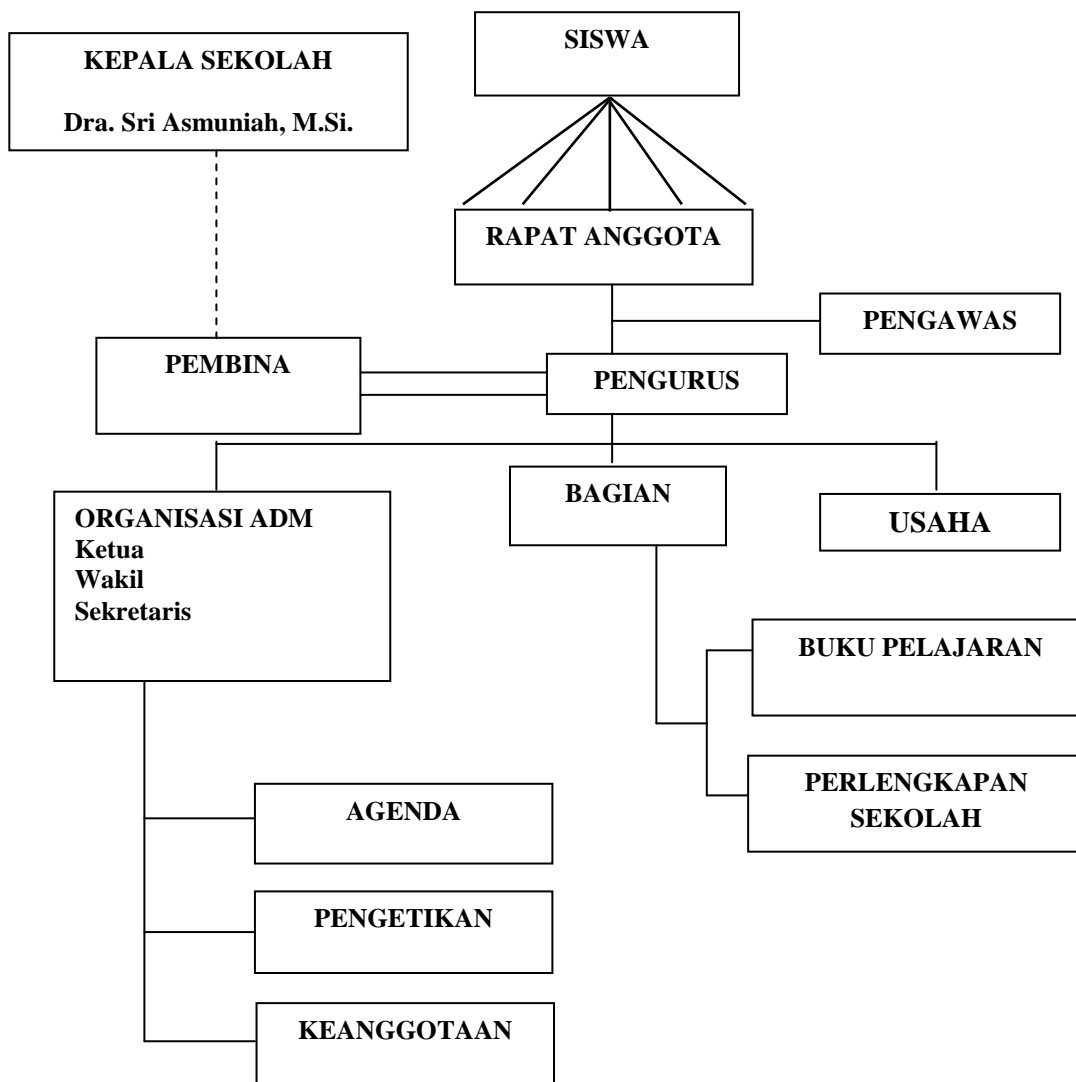 SISWA
KEPALA SEKOLAH
Dra. Sri Asmuniah, M.Si.
RAPAT ANGGOTA
PENGAWAS
PEMBINA
PENGURUS
ORGANISASI ADM
Ketua
Wakil
Sekretaris
BAGIAN
USAHA
BUKU PELAJARAN
PERLENGKAPAN
SEKOLAH
AGENDA
PENGETIKAN
KEANGGOTAAN